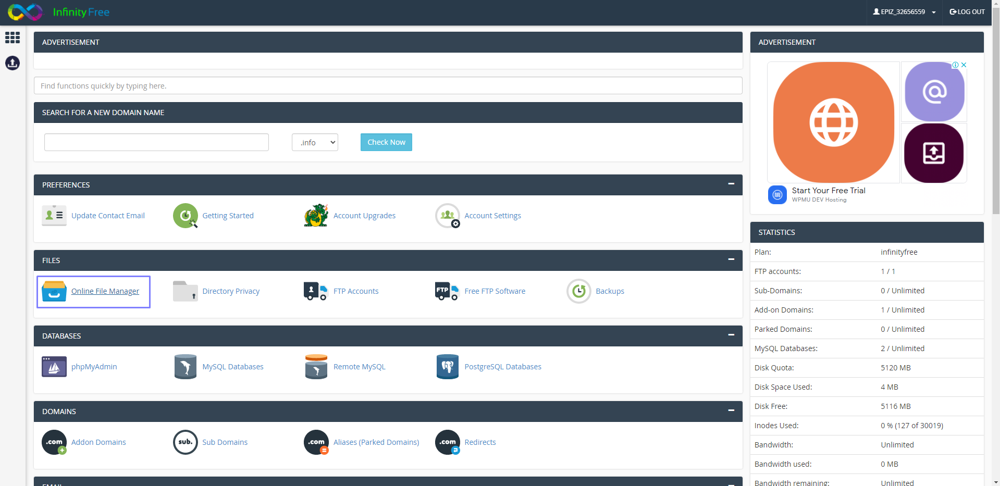 Infinity Free
EPIZ_32656559
LOG OUT
ADVERTISEMENT
Find functions quickly by typing here.
SEARCH FOR A NEW DOMAIN NAME
.info
Check Now
PREFERENCES
Update Contact Email
Getting Started
Account Upgrades
Account Settings
FILES
Online File Manager
Directory Privacy
FTP Accounts
FTP
Free FTP Software
Backups
DATABASES
phpMyAdmin
MySQL Databases
Remote MySQL
PostgreSQL Databases
DOMAINS
.com
Addon Domains
sub.
Sub Domains
.com
Aliases (Parked Domains)
.com
Redirects
EMAIL
ADVERTISEMENT
Start Your Free Trial
WPMU DEV Hosting
STATISTICS
Plan: infinityfree
FTP accounts: 1 / 1
Sub-Domains: 0 / Unlimited
Add-on Domains: 1 / Unlimited
Parked Domains: 0 / Unlimited
MySQL Databases: 2 / Unlimited
Disk Quota: 5120 MB
Disk Space Used: 4 MB
Disk Free: 5116 MB
Inodes Used: 0 % (127 of 30019)
Bandwidth: Unlimited
Bandwidth used: 0 MB
Bandwidth remaining: Unlimited